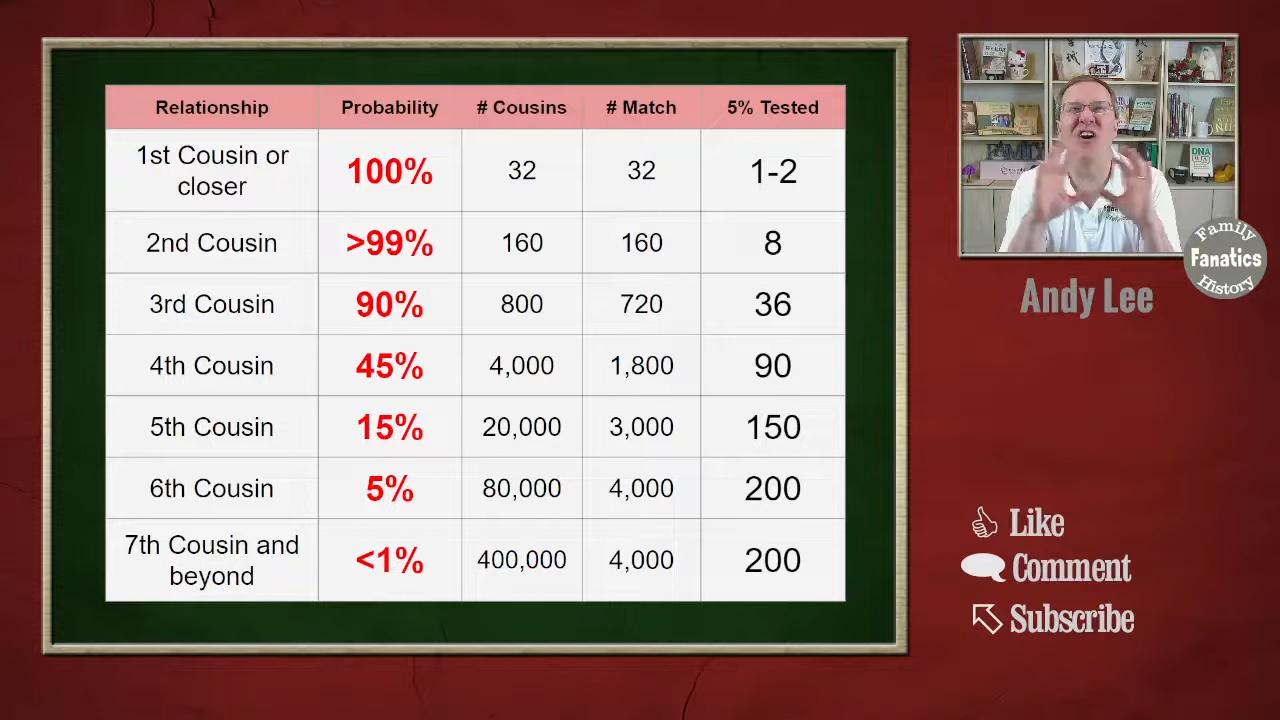 Relationship Probability # Cousins # Match 5% Tested
1st Cousin or
closer
100% 32 32 1-2
2nd Cousin >99% 160 160 8
3rd Cousin 90% 800 720 36
4th Cousin 45% 4,000 1,800 90
5th Cousin 15% 20,000 3,000 150
6th Cousin 5% 80,000 4,000 200
7th Cousin and
beyond
<1% 400,000 4,000 200
DNA
Family
Fanatics
History
Andy Lee
Like
Comment
Subscribe